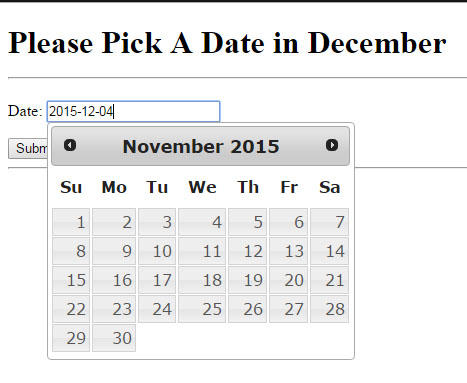 Please Pick A Date in December
Date: 2015-12-04
Subm
November 2015
Su Mo Tu We Th Fr Sa
1 2 3 4 5 6 7
8 9 10 11 12 13 14
15 16 17 18 19 20 21
22 23 24 25 26 27 28
29 30